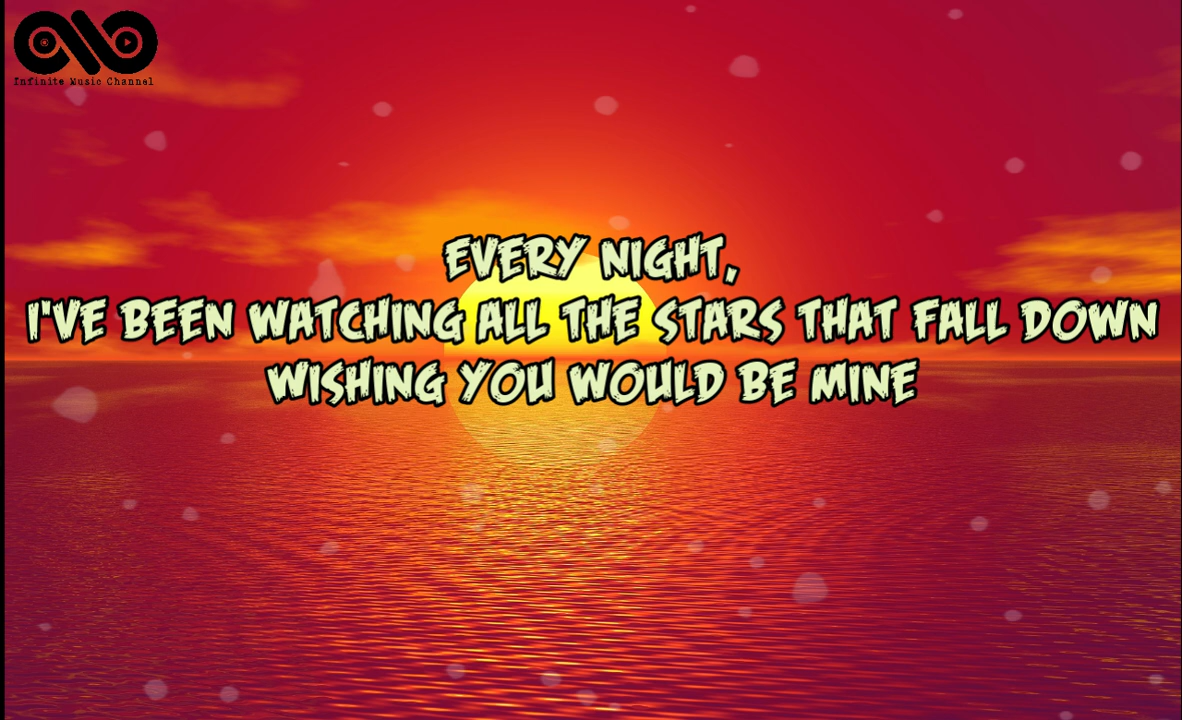 Infinite Music Channel
EVERY NIGHT,
I'VE BEEN WATCHING ALL THE STARS THAT FALL DOWN
WISHING YOU WOULD BE MINE